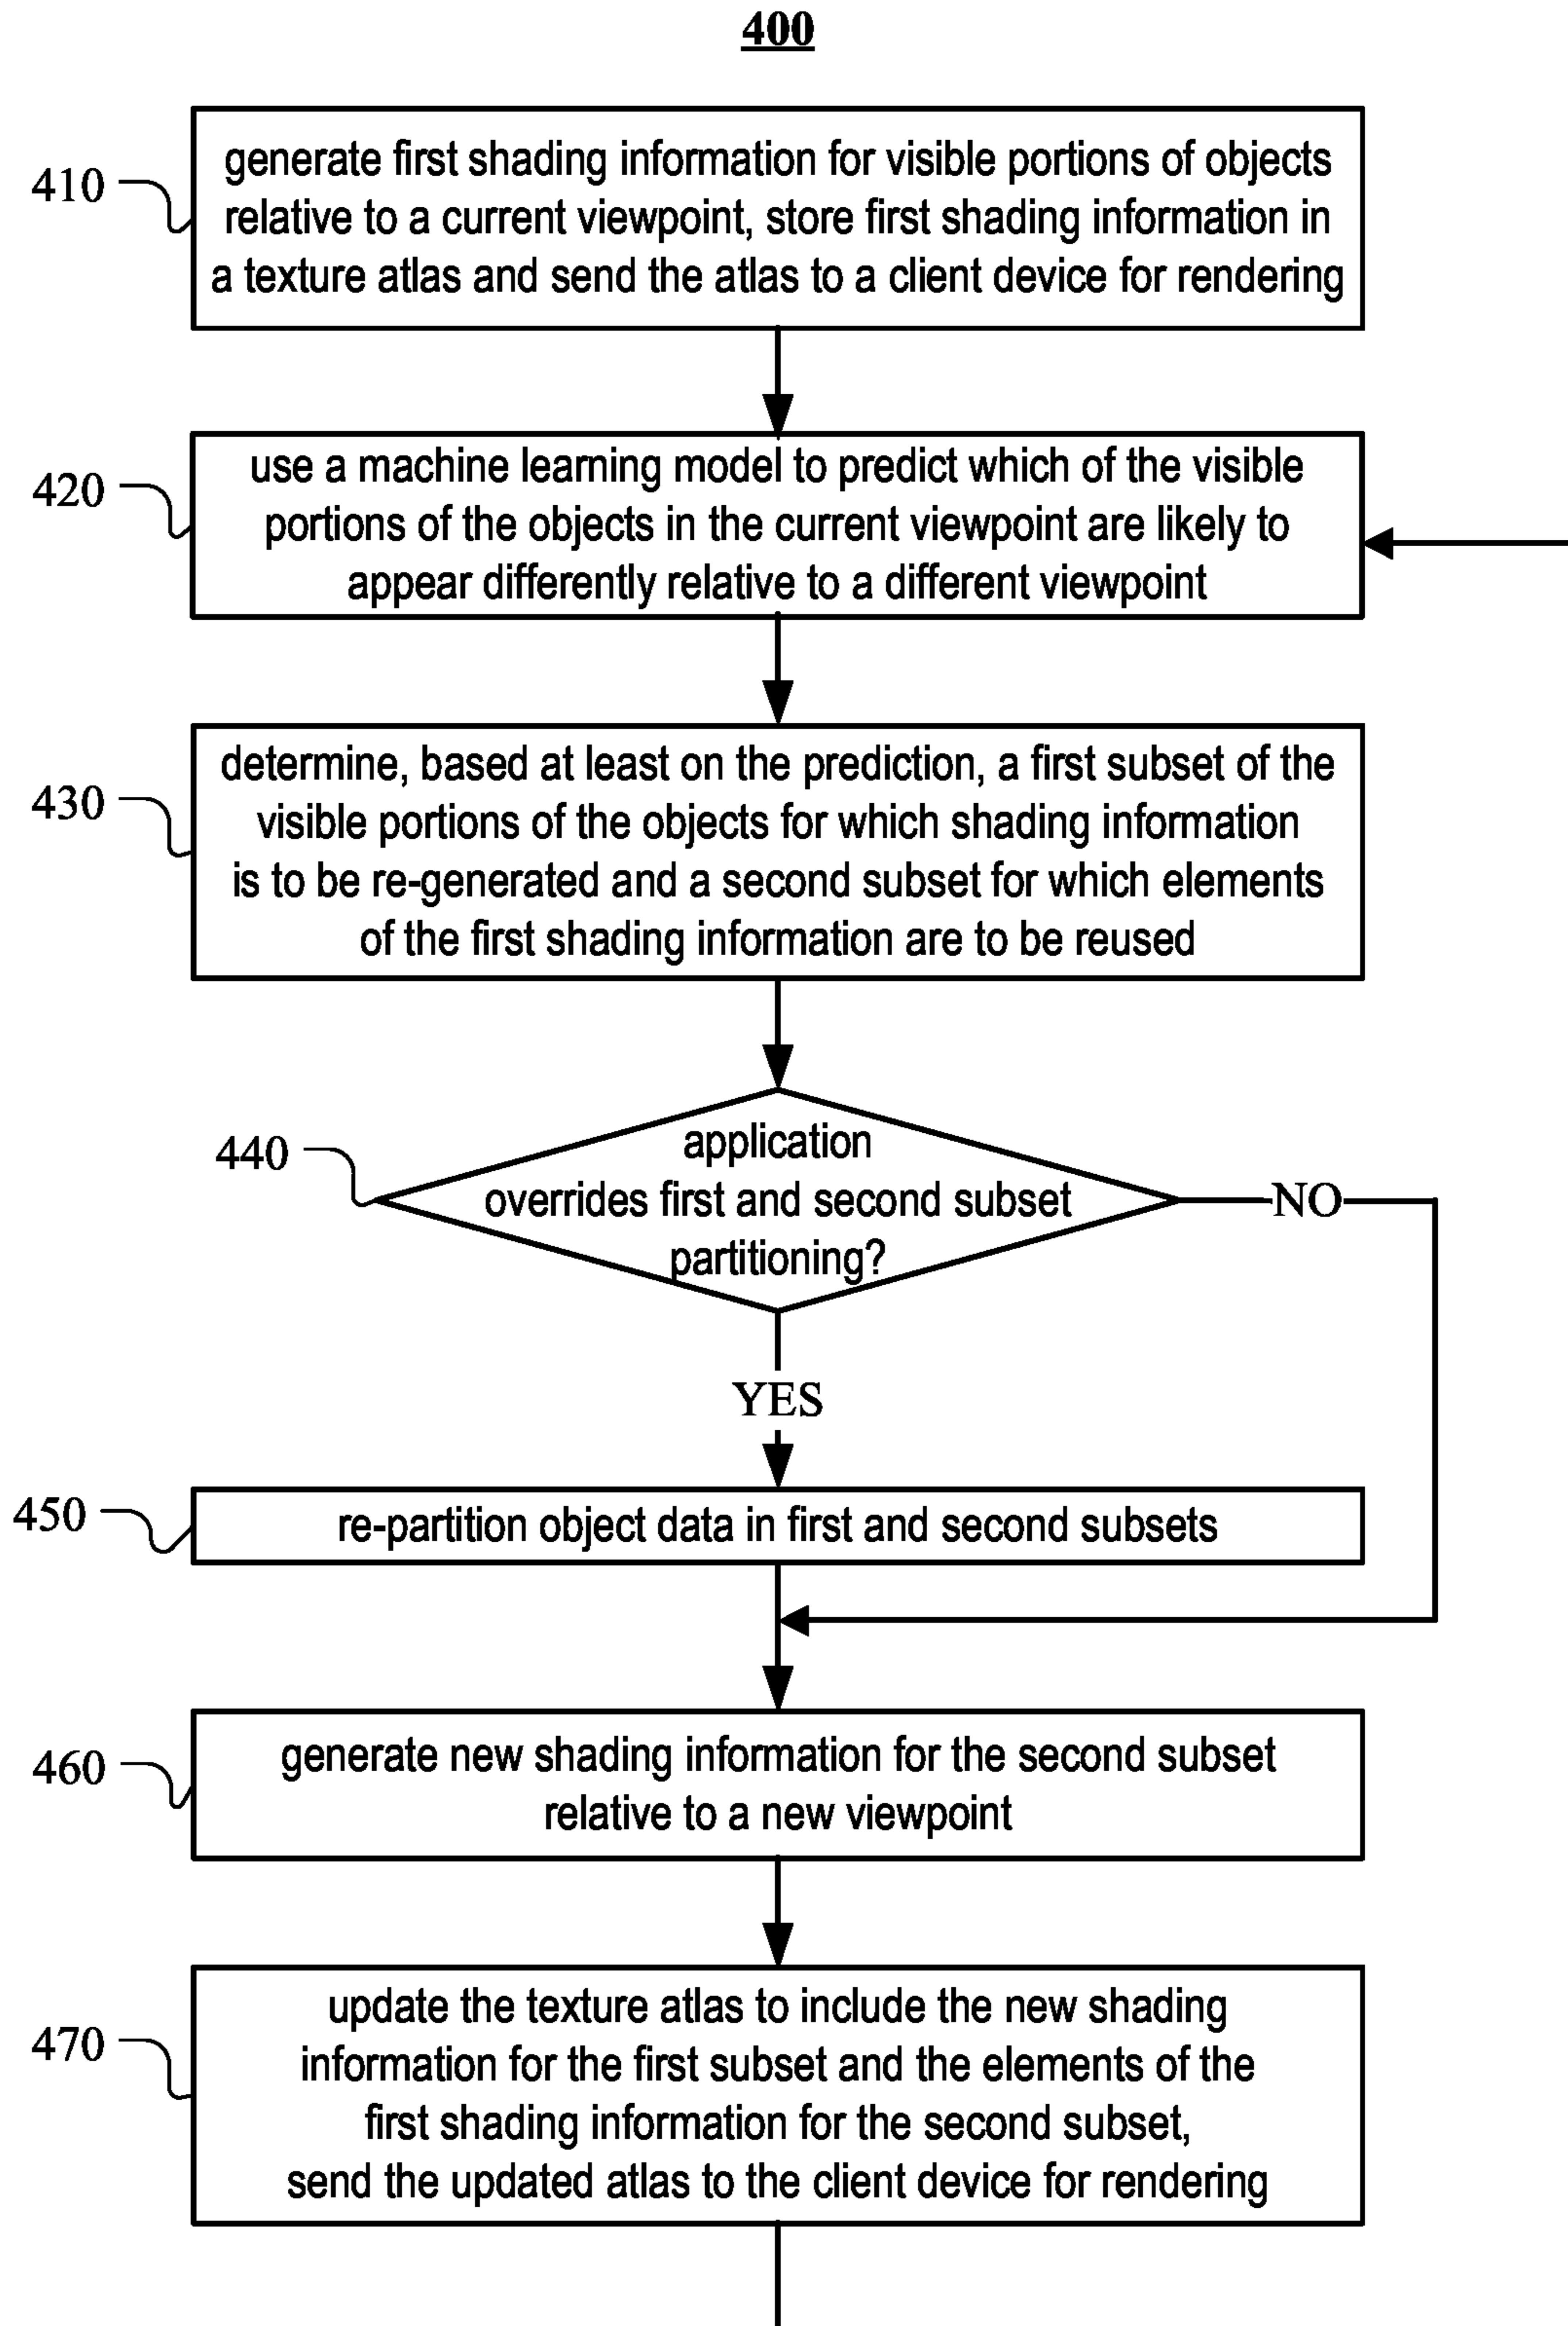 400
410
generate first shading information for visible portions of objects
relative to a current viewpoint, store first shading information in
a texture atlas and send the atlas to a client device for rendering
420
use a machine learning model to predict which of the visible
portions of the objects in the current viewpoint are likely to
appear differently relative to a different viewpoint
430
determine, based at least on the prediction, a first subset of the
visible portions of the objects for which shading information
is to be re-generated and a second subset for which elements
of the first shading information are to be reused
440
application
overrides first and second subset
partitioning?
NO
YES
450
re-partition object data in first and second subsets
460
generate new shading information for the second subset
relative to a new viewpoint
470
update the texture atlas to include the new shading
information for the first subset and the elements of the
first shading information for the second subset,
send the updated atlas to the client device for rendering